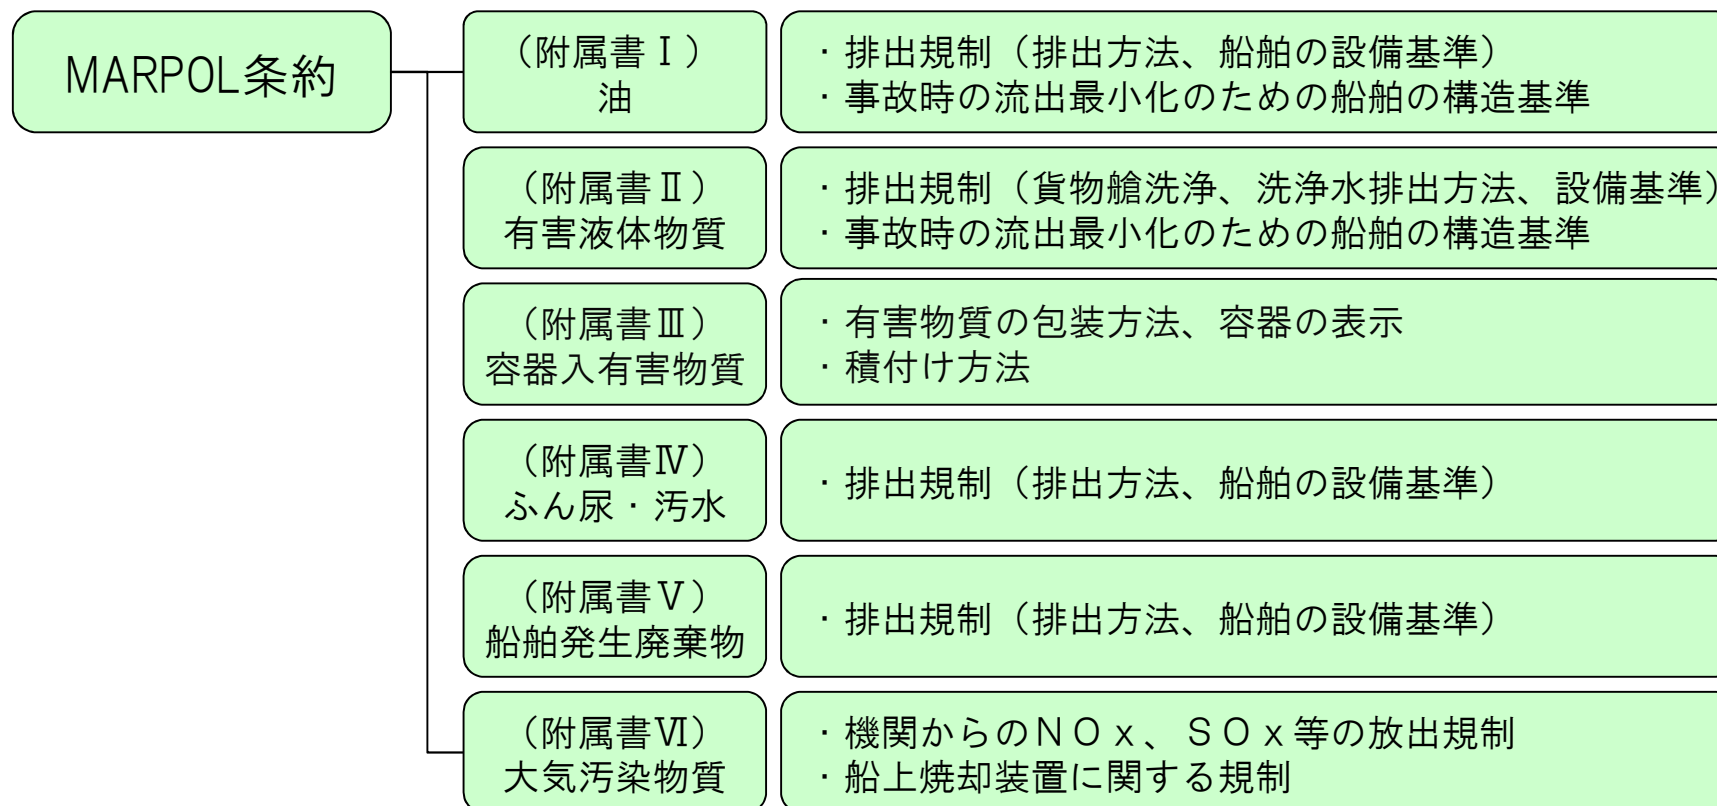 MARPOL条約
（附属書Ⅰ）
油
・排出規制（排出方法、船舶の設備基準）
・事故時の流出最小化のための船舶の構造基準
（附属書Ⅱ）
有害液体物質
・排出規制（貨物艙洗浄、洗浄水排出方法、設備基準）
・事故時の流出最小化のための船舶の構造基準
（附属書Ⅲ）
容器入有害物質
・有害物質の包装方法、容器の表示
・積付け方法
（附属書Ⅳ）
ふん尿・汚水
・排出規制（排出方法、船舶の設備基準）
（附属書Ⅴ）
船舶発生廃棄物
・排出規制（排出方法、船舶の設備基準）
（附属書Ⅵ）
大気汚染物質
・機関からのＮＯｘ、ＳＯｘ等の放出規制
・船上焼却装置に関する規制